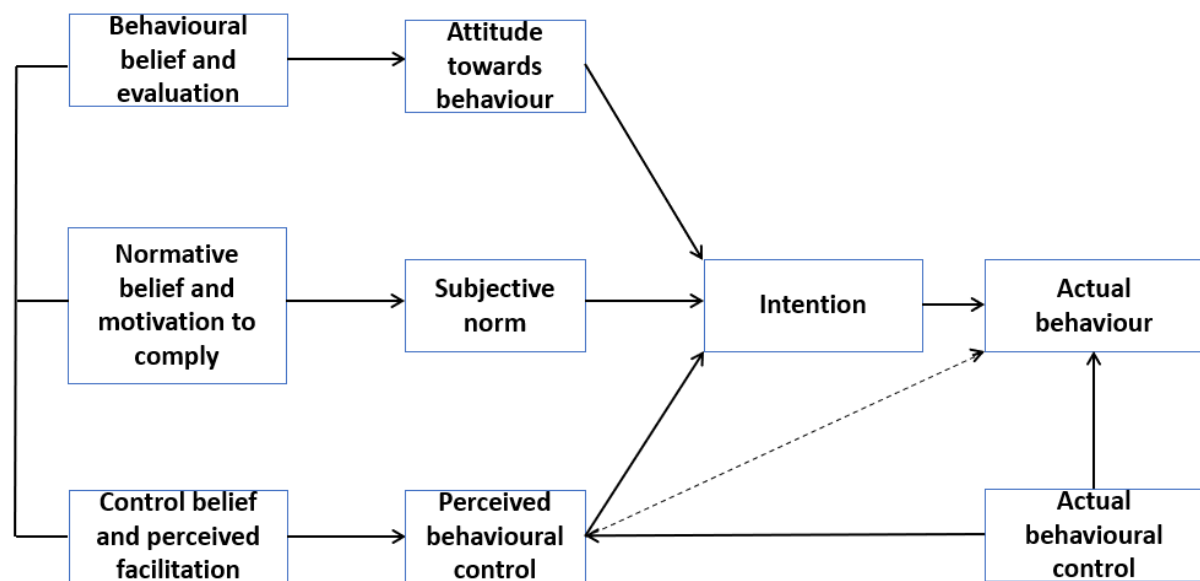 Behavioural
belief and
evaluation
Attitude
towards
behaviour
Normative
belief and
motivation to
comply
Subjective
norm
Intention
Actual
behaviour
Control belief
and perceived
facilitation
Perceived
behavioural
control
Actual
behavioural
control